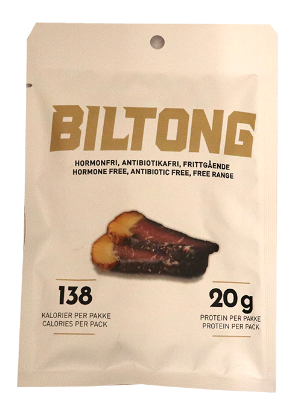 BILTONG
HORMONFRI, ANTIBIOTIKAFRI, FRITTGÅENDE
HORMONE FREE, ANTIBIOTIC FREE, FREE RANGE
138
KALORIER PER PAKKE
CALORIES PER PACK
20g
PROTEIN PER PAKKE
PROTEIN PER PACK